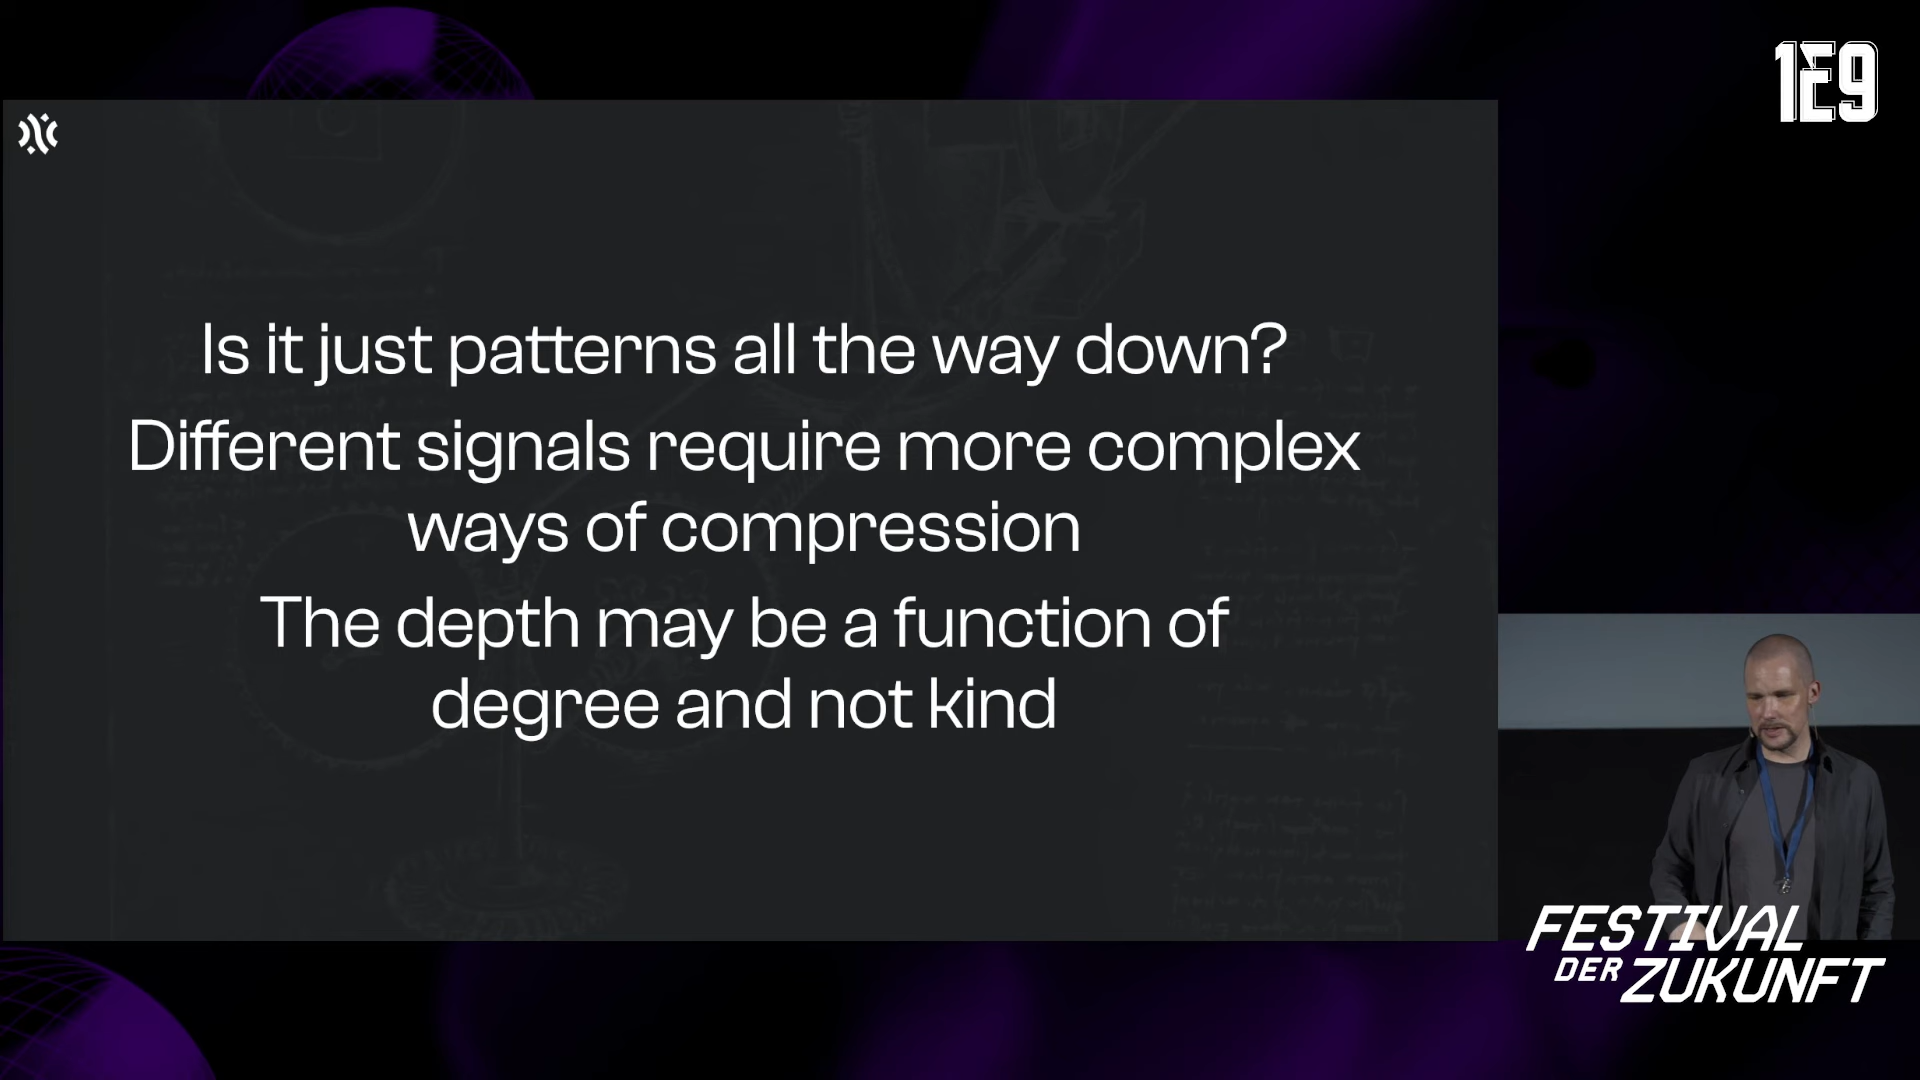 1E9
Is it just patterns all the way down?
Different signals require more complex
ways of compression
The depth may be a function of
degree and not kind
FESTIVAL
DER ZUKUNFT